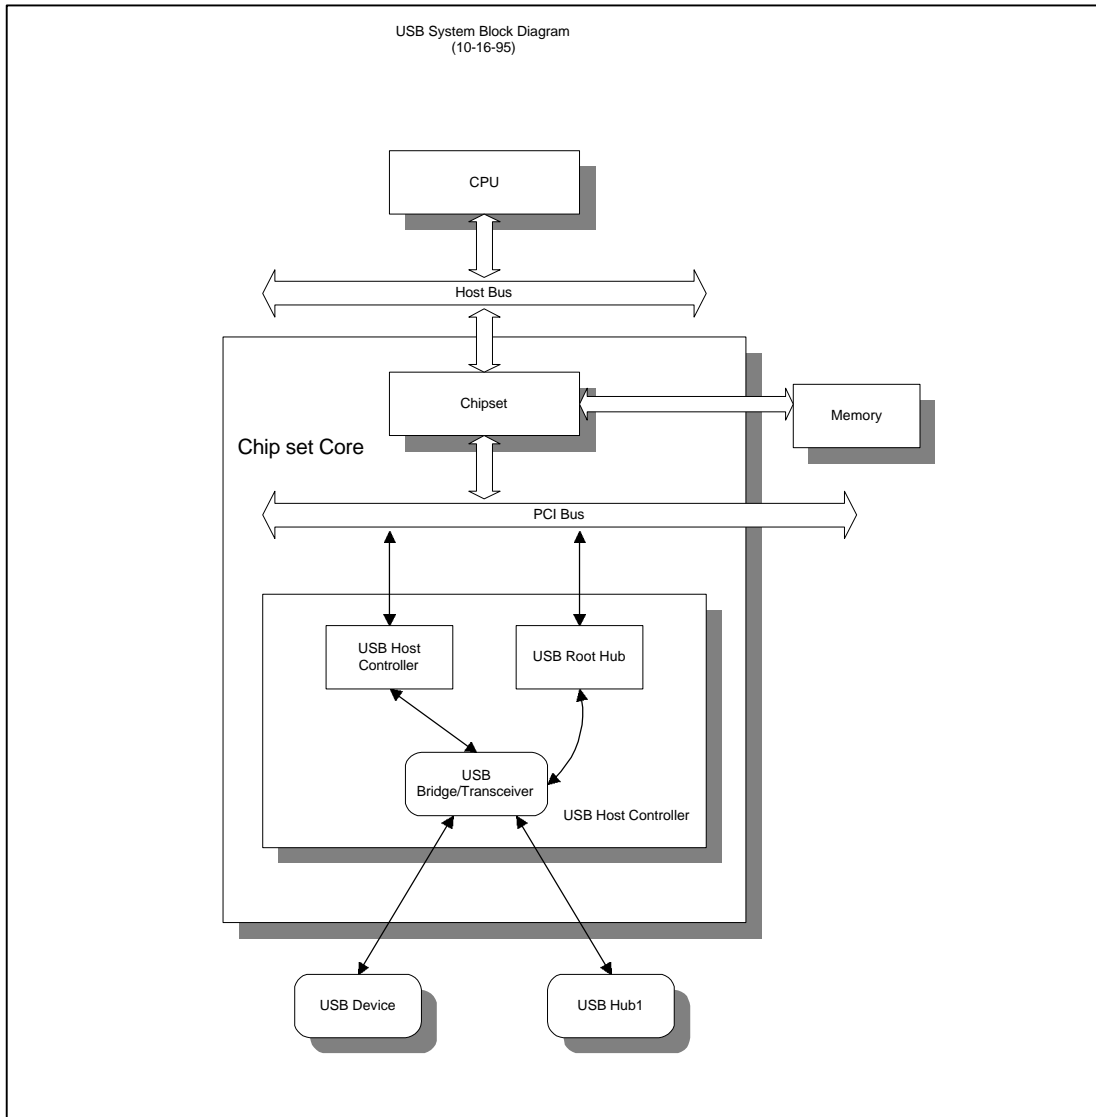 USB System Block Diagram
(10-16-95)
CPU
Host Bus
Chipset
Memory
Chip set Core
PCI Bus
USB Host
Controller
USB Root Hub
USB
Bridge/Transceiver
USB Host Controller
USB Device
USB Hub1